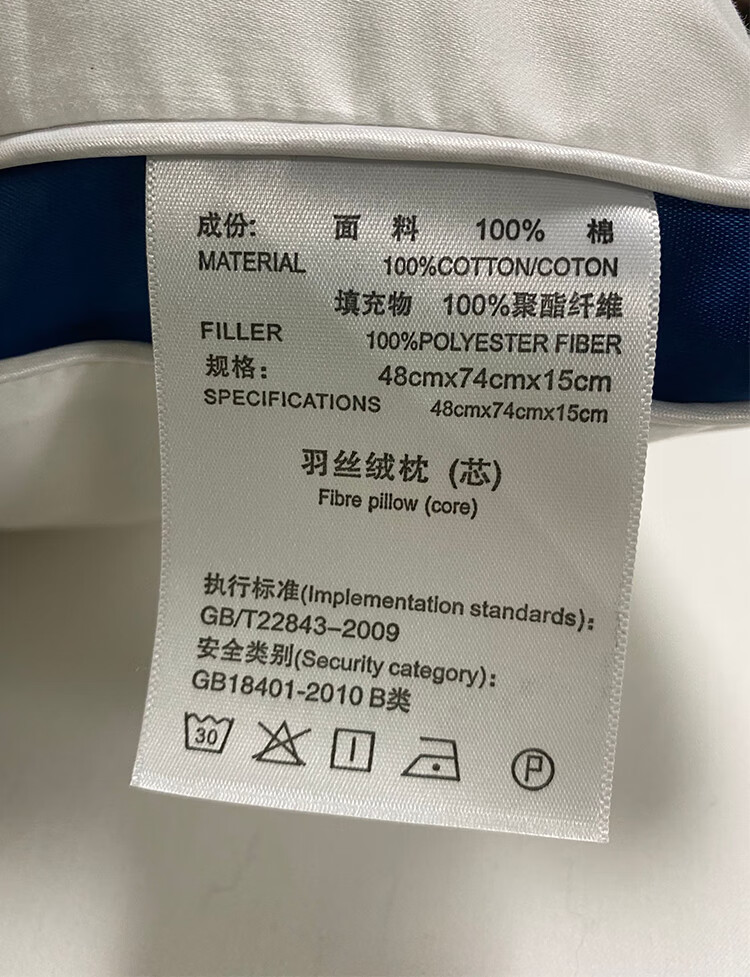 成份: 面 料 100% 棉
MATERIAL 100%COTTON/COTON
填充物 100%聚酯纤维
FILLER 100%POLYESTER FIBER
规格: 48cmx74cmx15cm
SPECIFICATIONS 48cmx74cmx15cm
羽丝绒枕 (芯)
Fibre pillow (core)
执行标准(Implementation standards):
GB/T22843-2009
安全类别(Security category):
GB18401-2010 B类
30 P